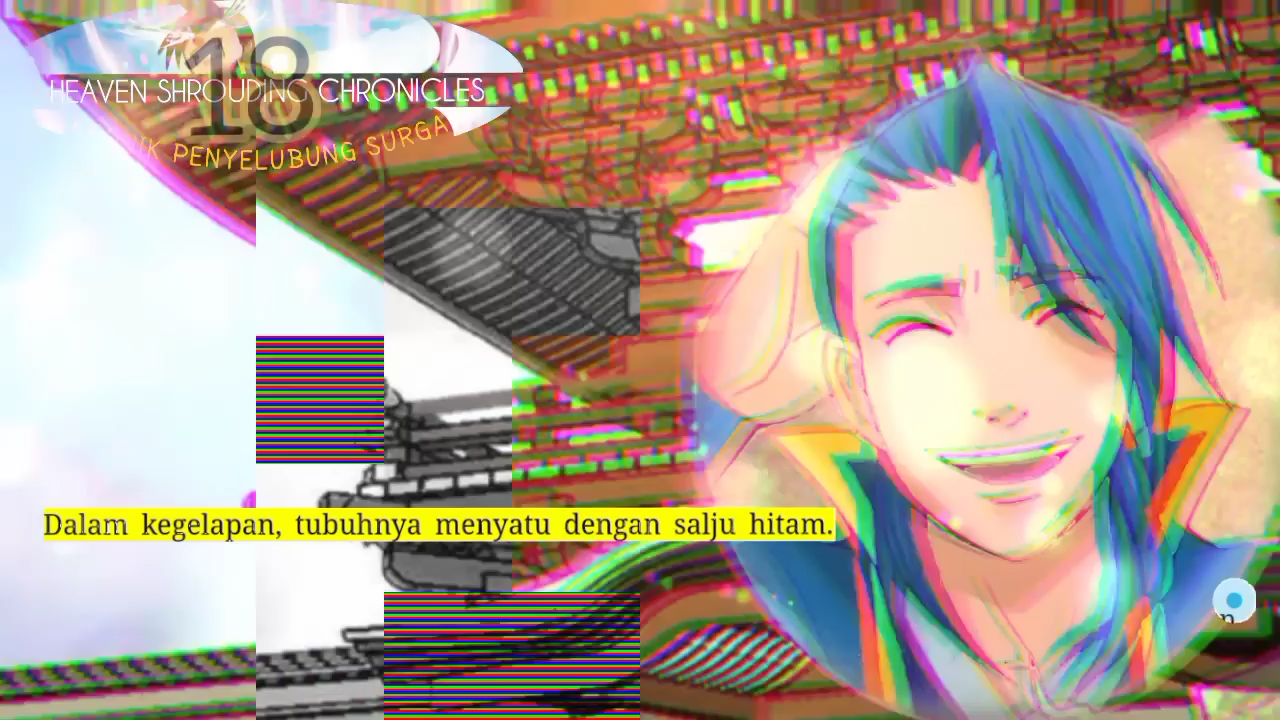 18
HEAVEN SHROUDING CHRONICLES
PENYELUBUNG SURGA
Dalam kegelapan, tubuhnya menyatu dengan salju hitam.